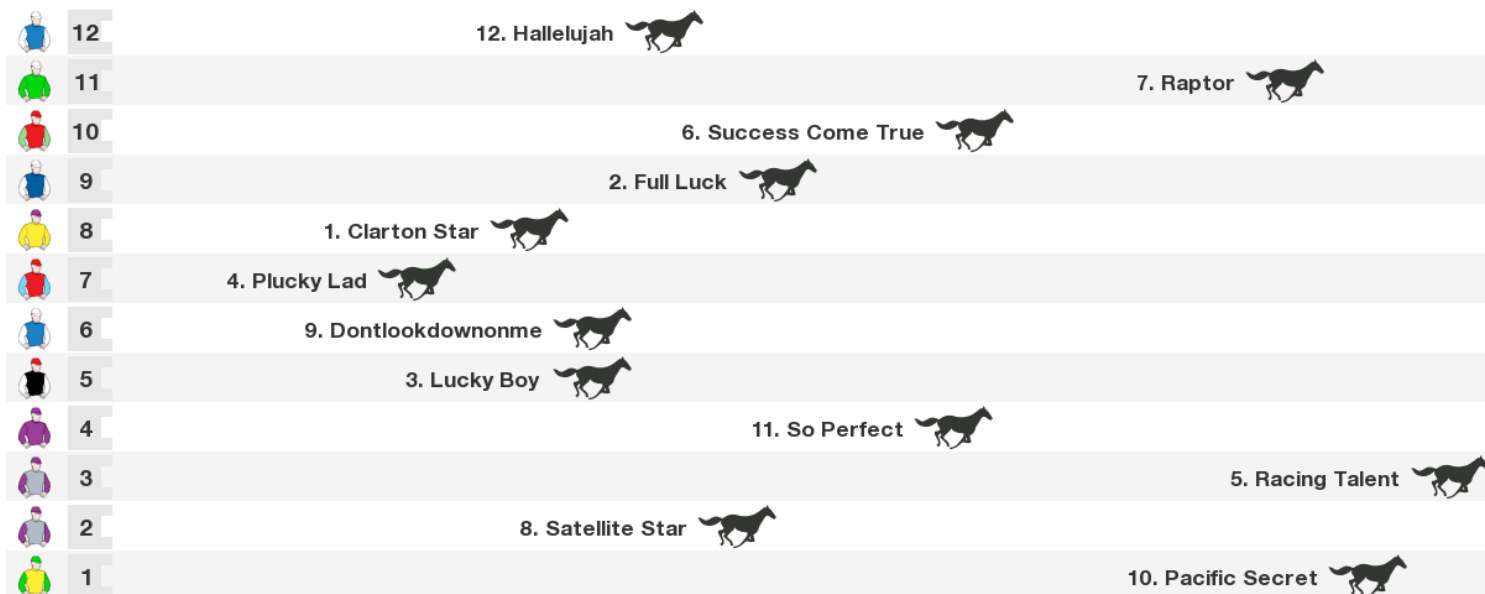 12 12. Hallelujah
11 7. Raptor
10 6. Success Come True
9 2. Full Luck
8 1. Clarton Star
7 4. Plucky Lad
6 9. Dontlookdownonme
5 3. Lucky Boy
4 11. So Perfect
3 5. Racing Talent
2 8. Satellite Star
1 10. Pacific Secret